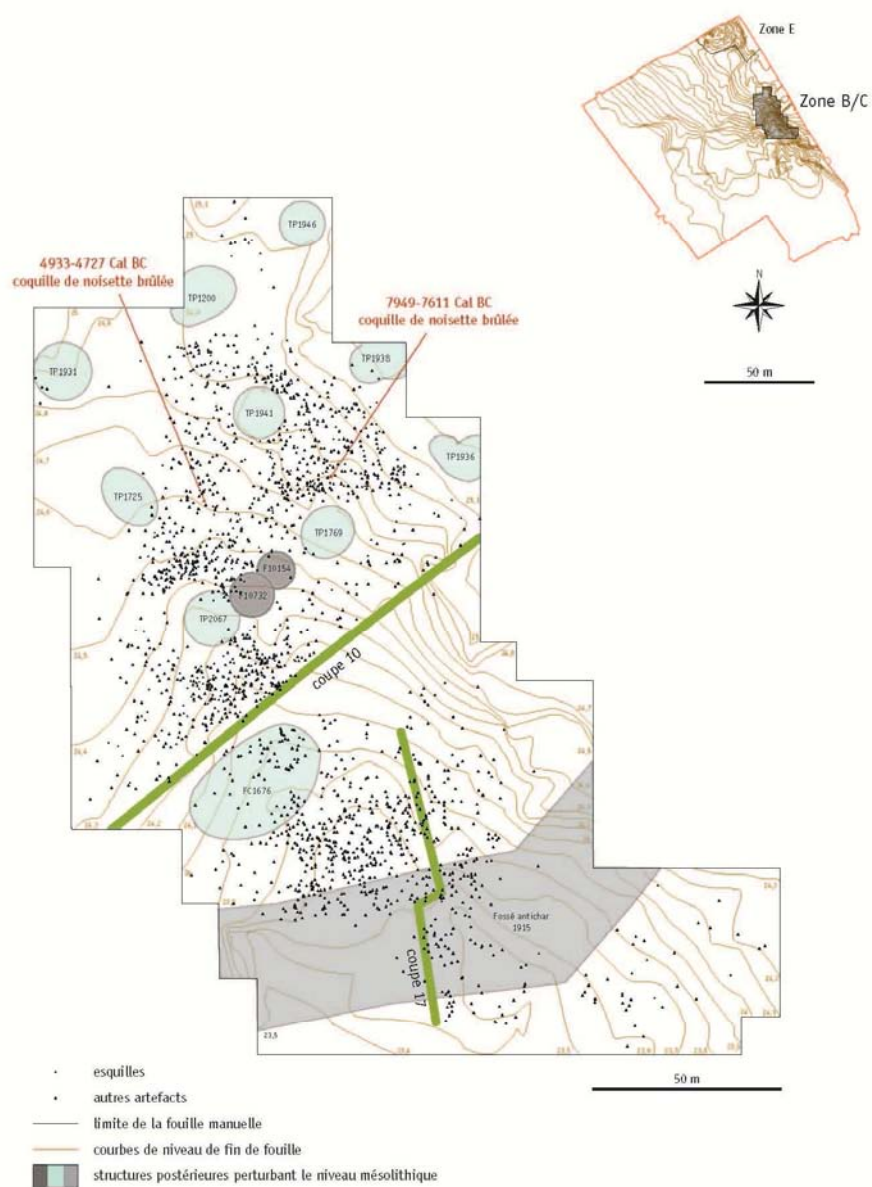 Zone E
Zone B/C
N
50 m
4933-4727 Cal BC
coquille de noisette brûlée
7949-7611 Cal BC
coquille de noisette brûlée
TP1946
TP1200
TP1931
TP1938
TP1941
TP1936
TP1725
TP1769
F10154
F10732
TP2067
coupe 10
FC1676
Fossé antichar
1915
coupe 17
23,5
50 m
esquilles
autres artefacts
limite de la fouille manuelle
courbes de niveau de fin de fouille
structures postérieures perturbant le niveau mésolithique